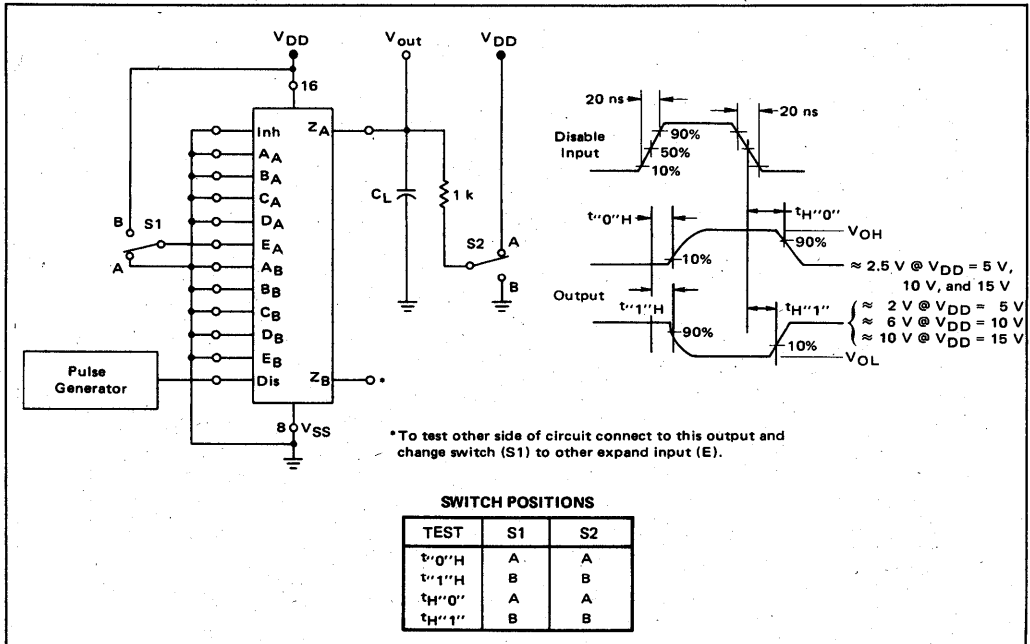 VDD
Vout
VDD
16
Inh
ZA
AA
BA
CA
DA
EA
AB
BB
CB
DB
EB
Dis
ZB
*
B
S1
A
CL
1 k
S2
A
B
Pulse
Generator
8
VSS
20 ns
20 ns
Disable
Input
90%
50%
10%
t"0"H
tH"0"
VOH
90%
10%
≈ 2.5 V @ VDD = 5 V,
10 V, and 15 V
Output
t"1"H
tH"1"
≈ 2 V @ VDD = 5 V
≈ 6 V @ VDD = 10 V
≈ 10 V @ VDD = 15 V
90%
10%
VOL
*To test other side of circuit connect to this output and
change switch (S1) to other expand input (E).
SWITCH POSITIONS
TEST S1 S2
t"0"H A A
t"1"H B B
tH"0" A A
tH"1" B B